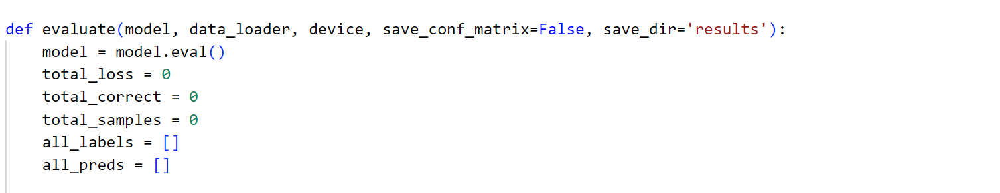 def evaluate(model, data_loader, device, save_conf_matrix=False, save_dir='results'):
    model = model.eval()
    total_loss = 0
    total_correct = 0
    total_samples = 0
    all_labels = []
    all_preds = []